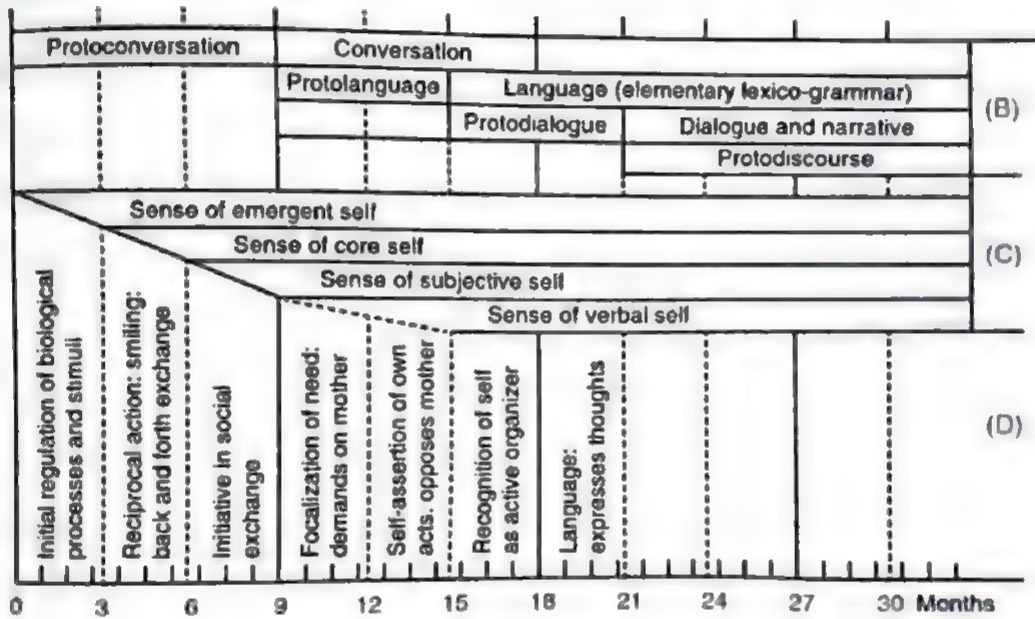 Protoconversation
Conversation
Protolanguage
Language (elementary lexico-grammar)
(B)
Protodialogue
Dialogue and narrative
Protodiscourse
Sense of emergent self
Sense of core self
(C)
Sense of subjective self
Sense of verbal self
Initial regulation of biological
processes and stimuli
Reciprocal action: smiling:
back and forth exchange
Initiative in social
exchange
Focalization of need:
demands on mother
Self-assertion of own
acts. opposes mother
Recognition of self
as active organizer
Language:
expresses thoughts
(D)
0 3 6 9 12 15 18 21 24 27 30 Months